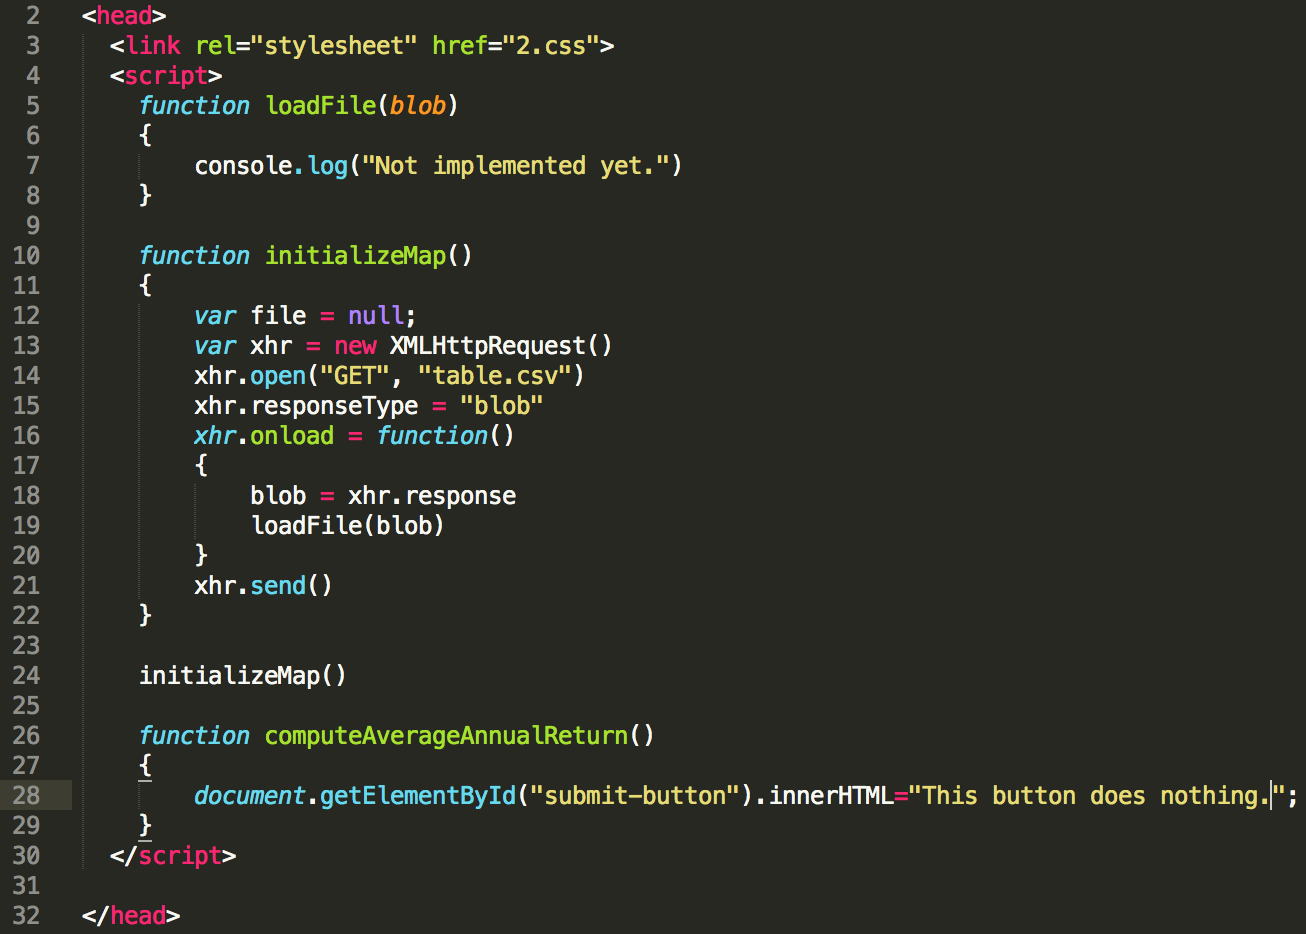 2 <head>
3 <link rel="stylesheet" href="2.css">
4 <script>
5 function loadFile(blob)
6 {
7 console.log("Not implemented yet.")
8 }
9
10 function initializeMap()
11 {
12 var file = null;
13 var xhr = new XMLHttpRequest()
14 xhr.open("GET", "table.csv")
15 xhr.responseType = "blob"
16 xhr.onload = function()
17 {
18 blob = xhr.response
19 loadFile(blob)
20 }
21 xhr.send()
22 }
23
24 initializeMap()
25
26 function computeAverageAnnualReturn()
27 {
28 document.getElementById("submit-button").innerHTML="This button does nothing.";
29 }
30 </script>
31
32 </head>